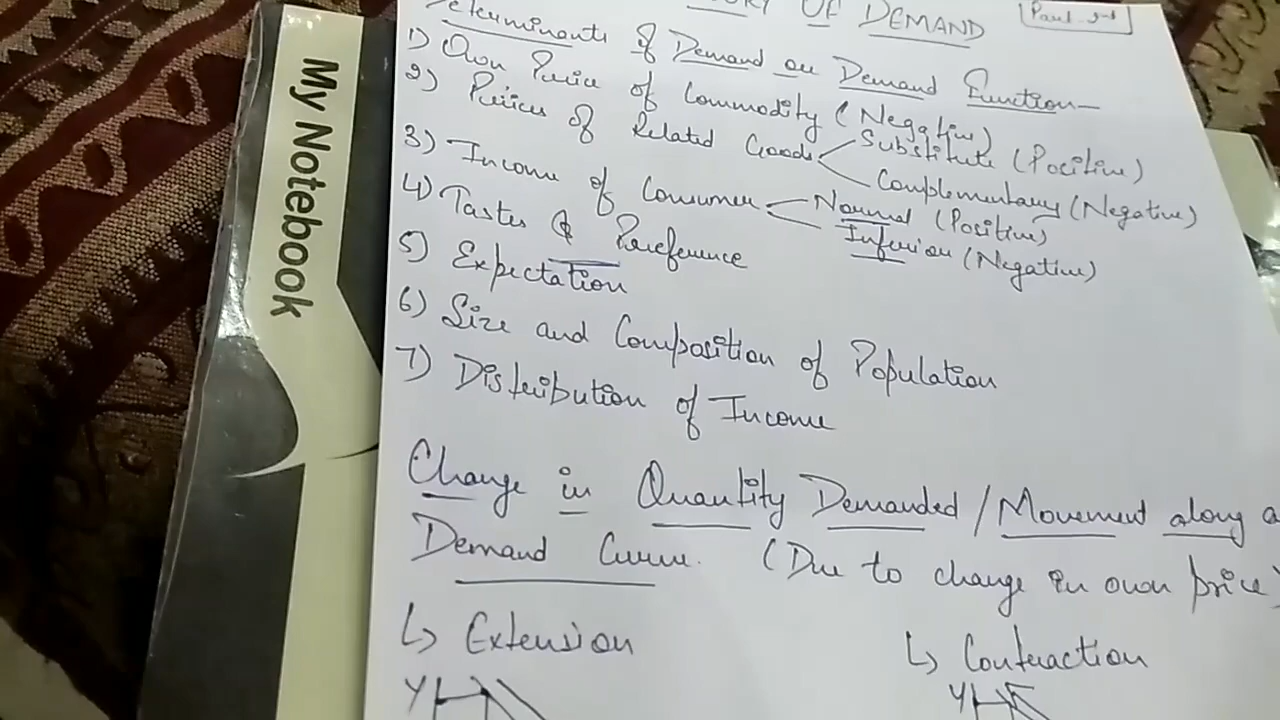 OF DEMAND
Part-1
Determinants of Demand or Demand Function-
1) Own Price of Commodity (Negative)
2) Prices of Related Goods
Substitute (Positive)
Complementary (Negative)
3) Income of Consumer
Normal (Positive)
Inferior (Negative)
4) Tastes & Preference
5) Expectation
6) Size and Composition of Population
7) Distribution of Income
Change in Quantity Demanded / Movement along a
Demand Curve. (Due to change in own price)
↳ Extension
↳ Contraction
Y
Y
My Notebook